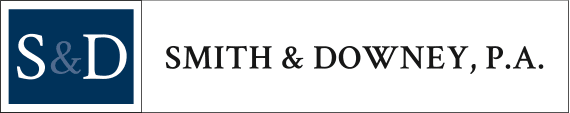 S&D
SMITH & DOWNEY, P.A.